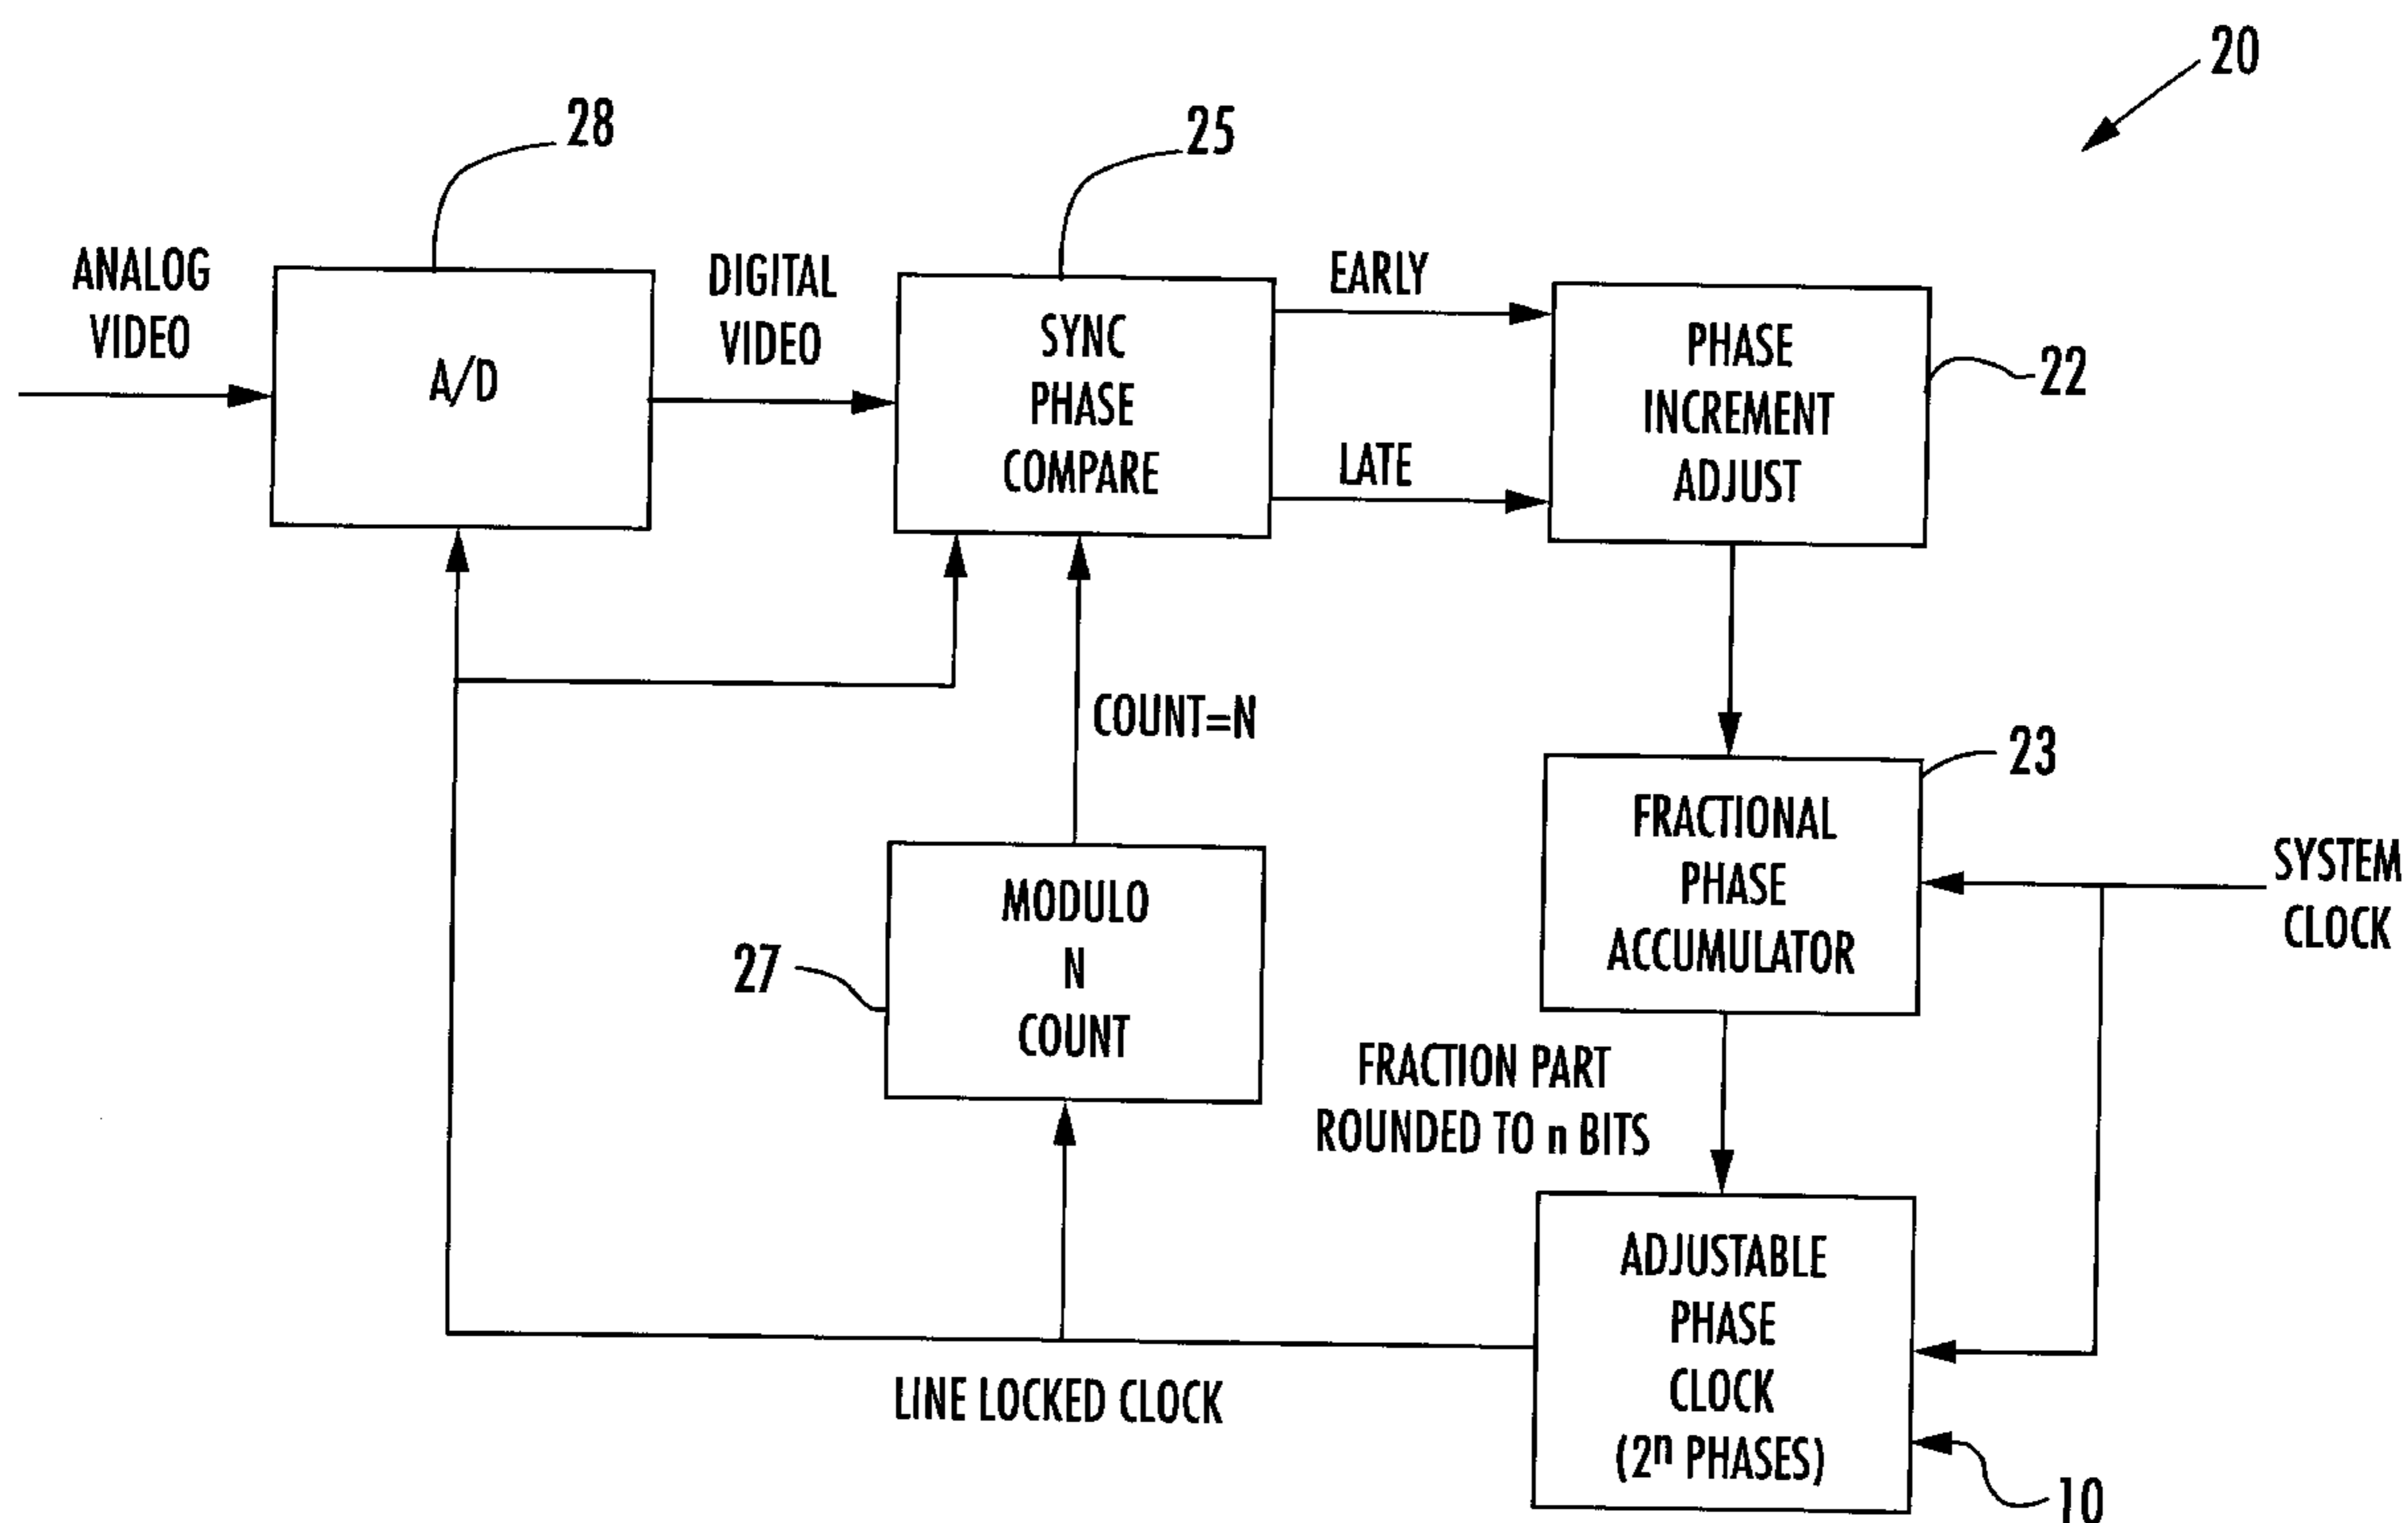 20
28
25
ANALOG
VIDEO
A/D
DIGITAL
VIDEO
SYNC
PHASE
COMPARE
EARLY
LATE
PHASE
INCREMENT
ADJUST
22
COUNT=N
23
FRACTIONAL
PHASE
ACCUMULATOR
SYSTEM
CLOCK
MODULO
N
COUNT
27
FRACTION PART
ROUNDED TO n BITS
ADJUSTABLE
PHASE
CLOCK
(2ⁿ PHASES)
LINE LOCKED CLOCK
10